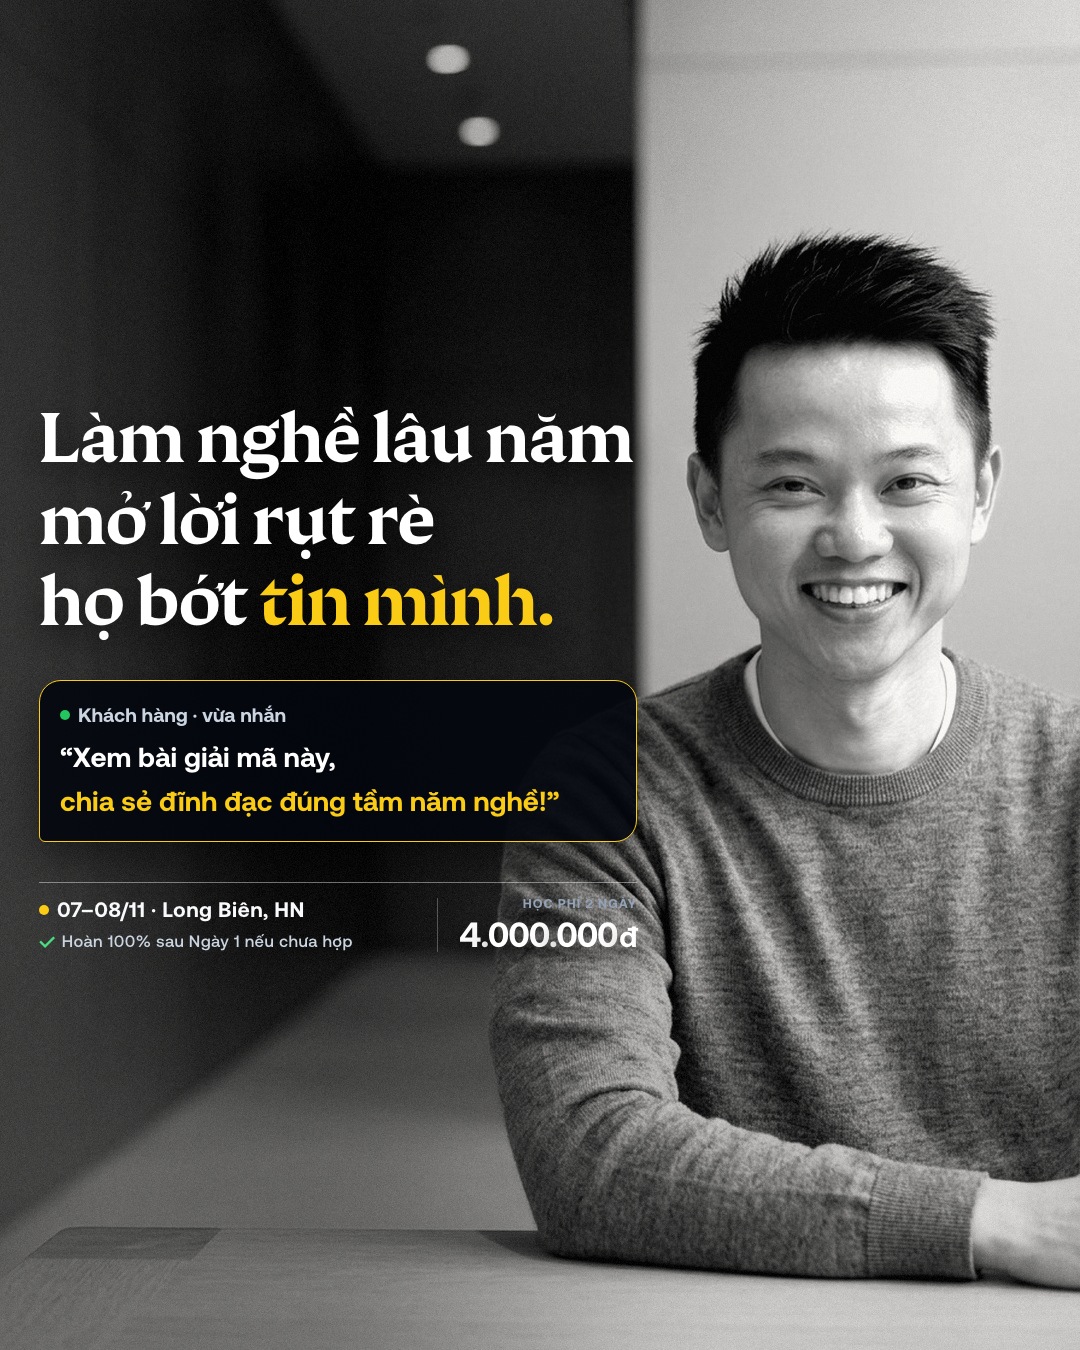 Làm nghề lâu năm
mở lời rụt rè
họ bớt tin mình.
Khách hàng · vừa nhắn
“Xem bài giải mã này,
chia sẻ đĩnh đạc đúng tầm năm nghề!”
07–08/11 · Long Biên, HN
Hoàn 100% sau Ngày 1 nếu chưa hợp
HỌC PHÍ 2 NGÀY
4.000.000đ